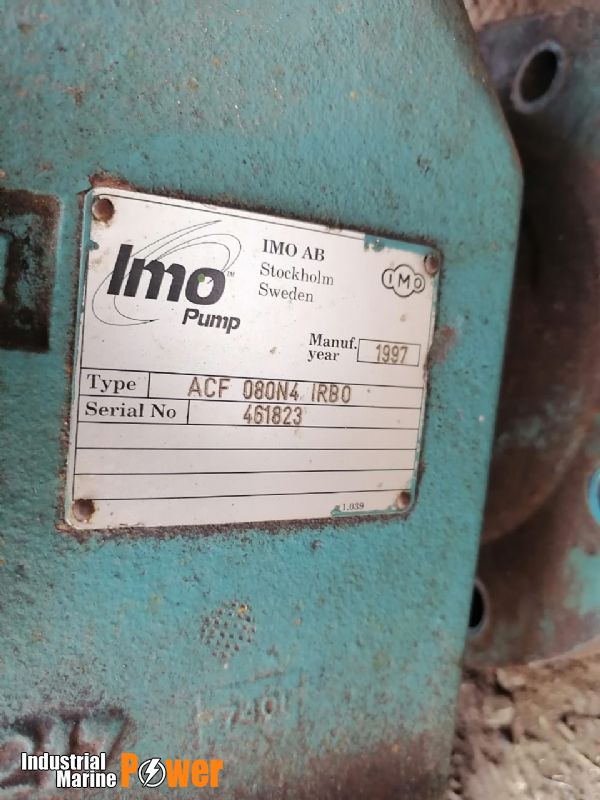 Imo™
Pump
IMO AB
Stockholm
Sweden
IMO
Manuf.
year 1997
Type ACF 080N4 IRBO
Serial No 461823
1.039
Industrial
Marine Power